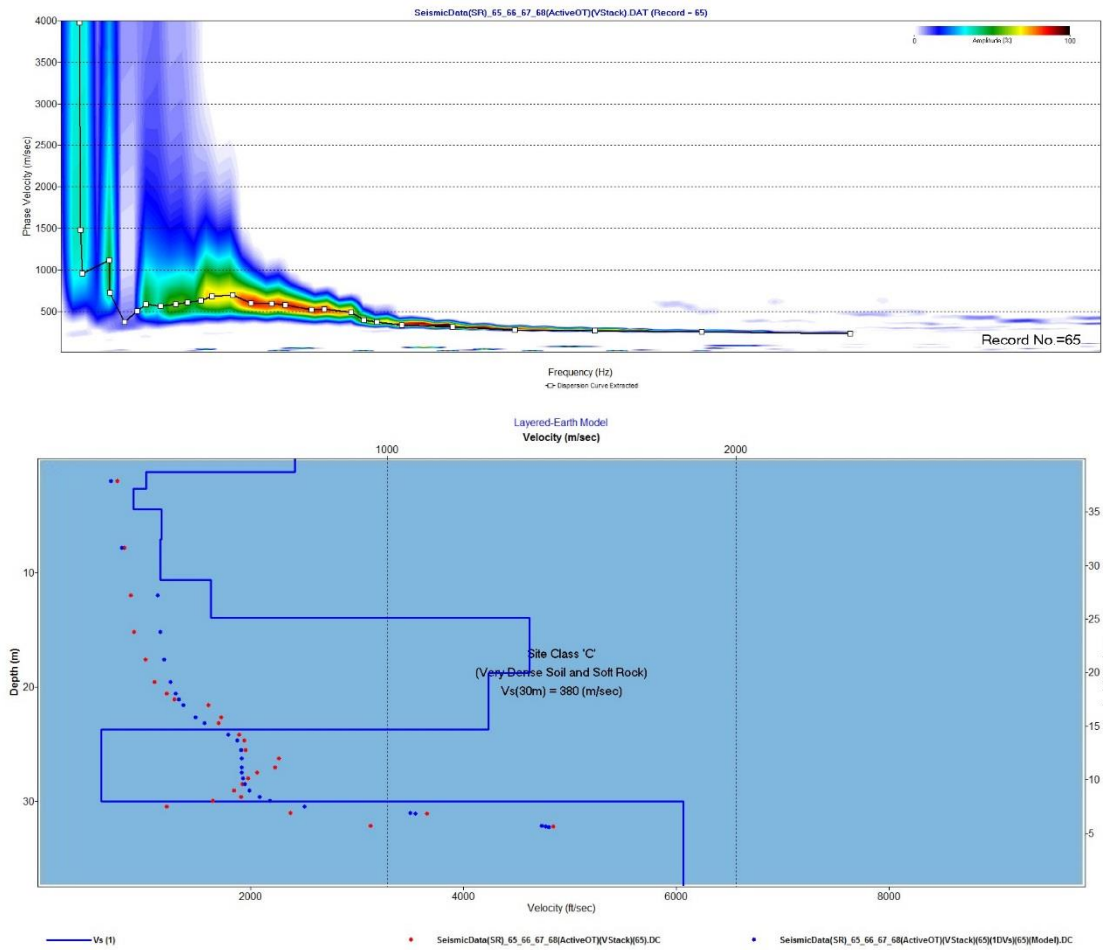 SeismicData(SR)_65_66_67_68(ActiveOT)(VStack).DAT (Record = 65)
4000
3500
3000
2500
2000
1500
1000
500
Phase Velocity (m/sec)
0
Amplitude (%)
100
Record No.=65
Frequency (Hz)
Dispersion Curve Extracted
Layered-Earth Model
Velocity (m/sec)
1000
2000
10
20
30
Depth (m)
35
30
25
20
15
10
5
Site Class 'C'
(Very Dense Soil and Soft Rock)
Vs(30m) = 380 (m/sec)
2000
4000
6000
8000
Velocity (ft/sec)
Vs (1)
SeismicData(SR)_65_66_67_68(ActiveOT)(VStack)(65).DC
SeismicData(SR)_65_66_67_68(ActiveOT)(VStack)(65)(1DVs)(65)(Model).DC